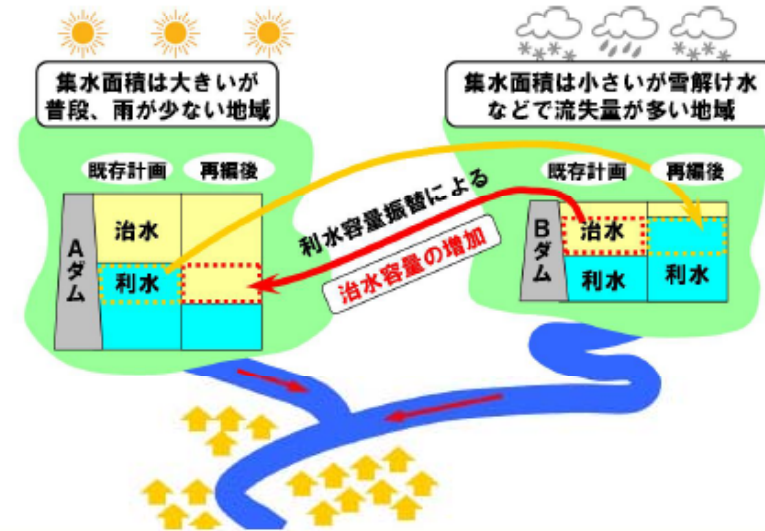 集水面積は大きいが
普段、雨が少ない地域
集水面積は小さいが雪解け水
などで流失量が多い地域
既存計画
再編後
Aダム
治水
利水
利水容量振替による
治水容量の増加
既存計画
再編後
Bダム
治水
利水
利水